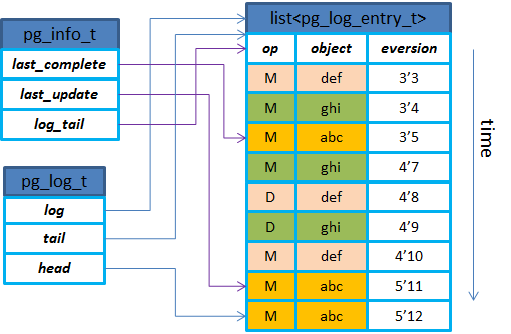 pg_info_t
last_complete
last_update
log_tail
pg_log_t
log
tail
head
list<pg_log_entry_t>
op object eversion
M def 3’3
M ghi 3’4
M abc 3’5
M ghi 4’7
D def 4’8
D ghi 4’9
M def 4’10
M abc 5’11
M abc 5’12
time